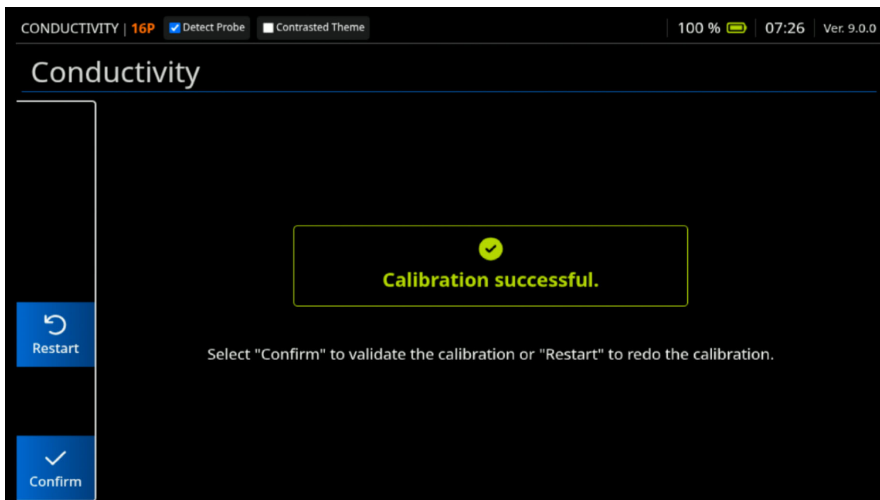 CONDUCTIVITY | 16P Detect Probe Contrasted Theme 100 % 07:26 Ver. 9.0.0
Conductivity
Calibration successful.
Restart
Select "Confirm" to validate the calibration or "Restart" to redo the calibration.
Confirm